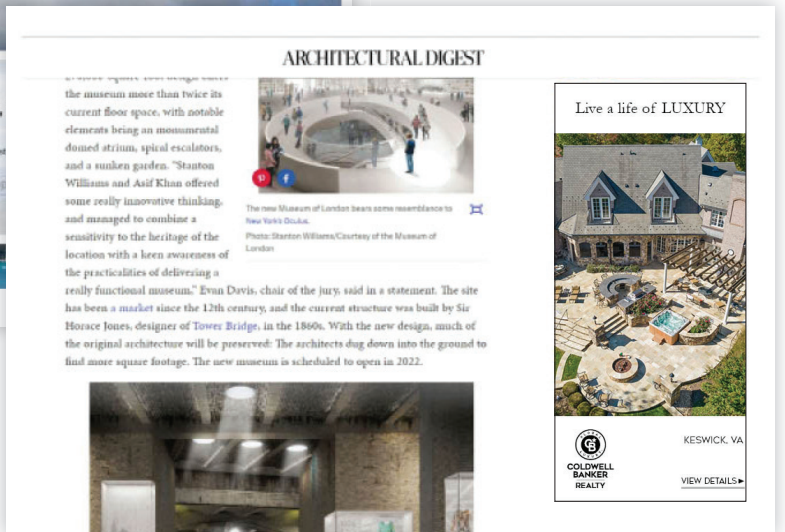 ARCHITECTURAL DIGEST
the museum more than twice its
current floor space, with notable
elements being an monumental
domed atrium, spiral escalators,
and a sunken garden. "Stanton
Williams and Asif Khan offered
some really innovative thinking,
and managed to combine a
sensitivity to the heritage of the
location with a keen awareness of
the practicalities of delivering a
really functional museum," Evan Davis, chair of the jury, said in a statement. The site
has been a market since the 12th century, and the current structure was built by Sir
Horace Jones, designer of Tower Bridge, in the 1860s. With the new design, much of
the original architecture will be preserved: The architects dug down into the ground to
find more square footage. The new museum is scheduled to open in 2022.
The new Museum of London bears some resemblance to
New York's Oculus.
Photo: Stanton Williams/Courtesy of the Museum of
London
Live a life of LUXURY
COLDWELL
BANKER
REALTY
KESWICK, VA
VIEW DETAILS▶